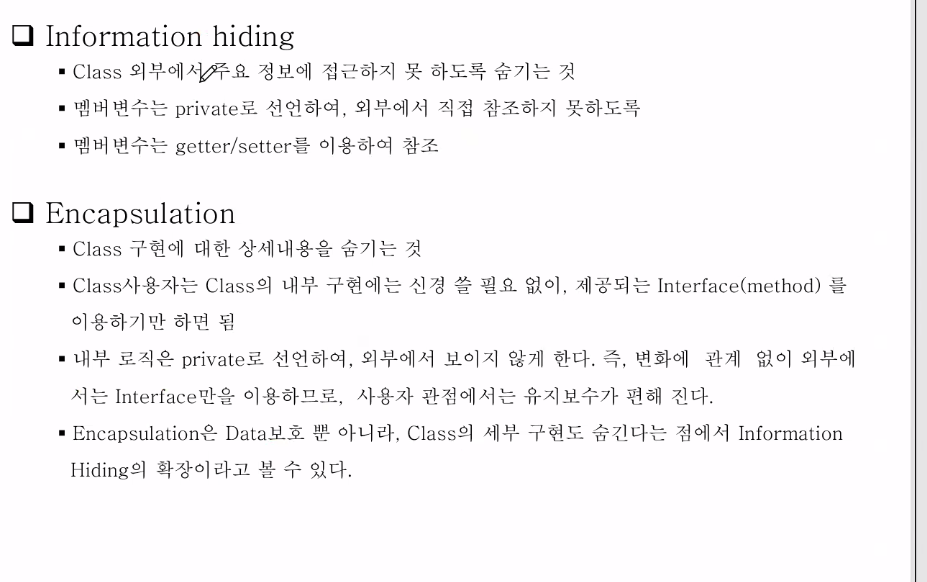 ❑ Information hiding
▪ Class 외부에서 주요 정보에 접근하지 못 하도록 숨기는 것
▪ 멤버변수는 private로 선언하여, 외부에서 직접 참조하지 못하도록
▪ 멤버변수는 getter/setter를 이용하여 참조
❑ Encapsulation
▪ Class 구현에 대한 상세내용을 숨기는 것
▪ Class사용자는 Class의 내부 구현에는 신경 쓸 필요 없이, 제공되는 Interface(method) 를
이용하기만 하면 됨
▪ 내부 로직은 private로 선언하여, 외부에서 보이지 않게 한다. 즉, 변화에 관계 없이 외부에
서는 Interface만을 이용하므로, 사용자 관점에서는 유지보수가 편해 진다.
▪ Encapsulation은 Data보호 뿐 아니라, Class의 세부 구현도 숨긴다는 점에서 Information
Hiding의 확장이라고 볼 수 있다.